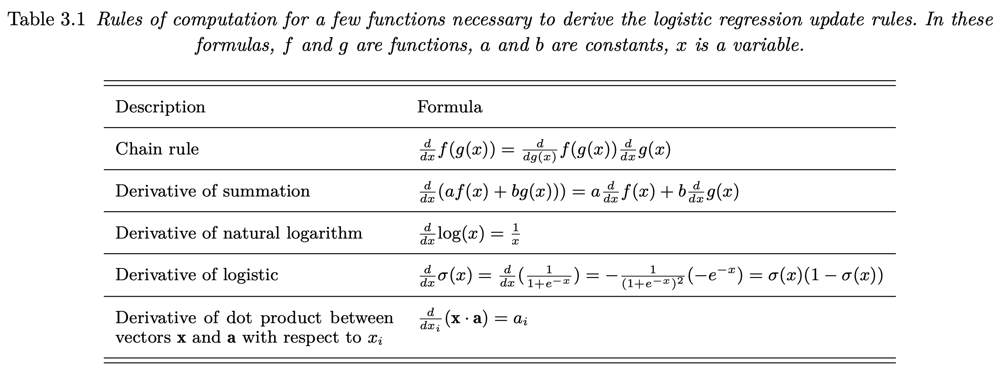 Table 3.1 Rules of computation for a few functions necessary to derive the logistic regression update rules. In these
formulas, f and g are functions, a and b are constants, x is a variable.
Description Formula
Chain rule $\frac{d}{dx}f(g(x)) = \frac{d}{dg(x)}f(g(x))\frac{d}{dx}g(x)$
Derivative of summation $\frac{d}{dx}(af(x) + bg(x))) = a\frac{d}{dx}f(x) + b\frac{d}{dx}g(x)$
Derivative of natural logarithm $\frac{d}{dx}\log(x) = \frac{1}{x}$
Derivative of logistic $\frac{d}{dx}\sigma(x) = \frac{d}{dx}(\frac{1}{1+e^{-x}}) = -\frac{1}{(1+e^{-x})^2}(-e^{-x}) = \sigma(x)(1 - \sigma(x))$
Derivative of dot product between $\frac{d}{dx_i}(\mathbf{x} \cdot \mathbf{a}) = a_i$
vectors $\mathbf{x}$ and $\mathbf{a}$ with respect to $x_i$